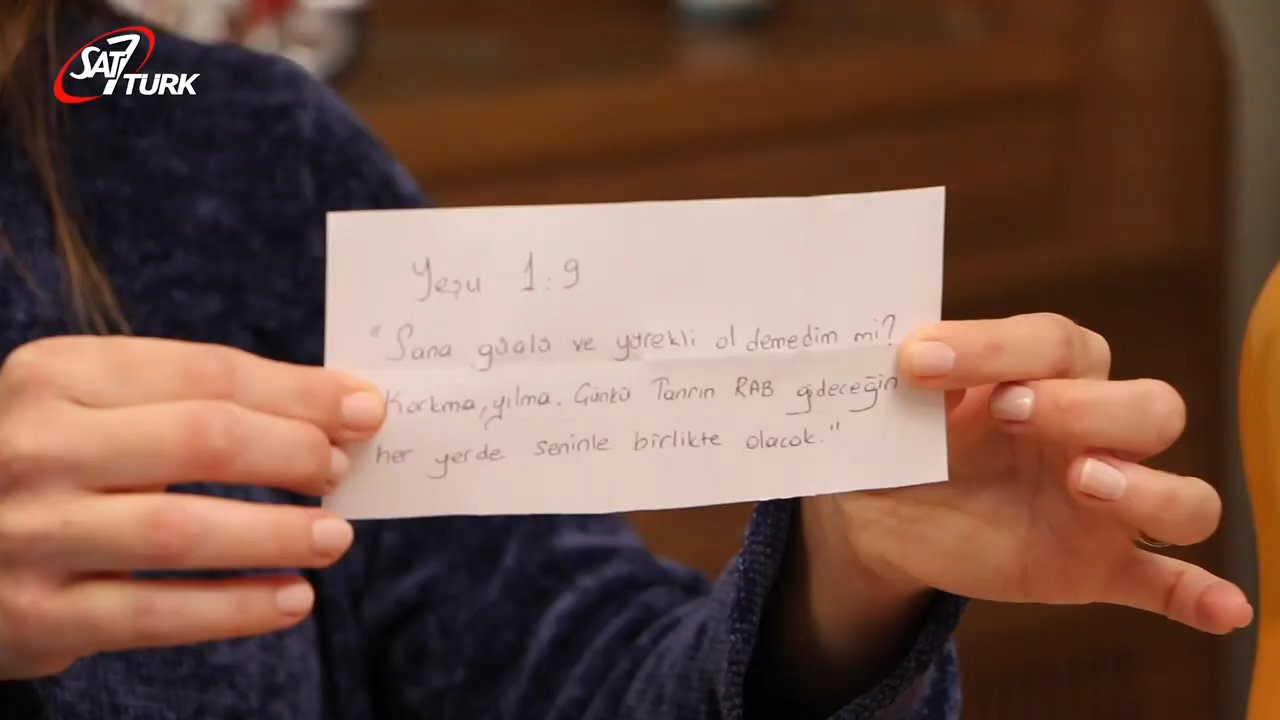 SAT7 TURK
Yeşu 1:9
"Sana güçlü ve yürekli ol demedim mi?
Korkma, yılma. Çünkü Tanrın RAB gideceğin
her yerde seninle birlikte olacak."